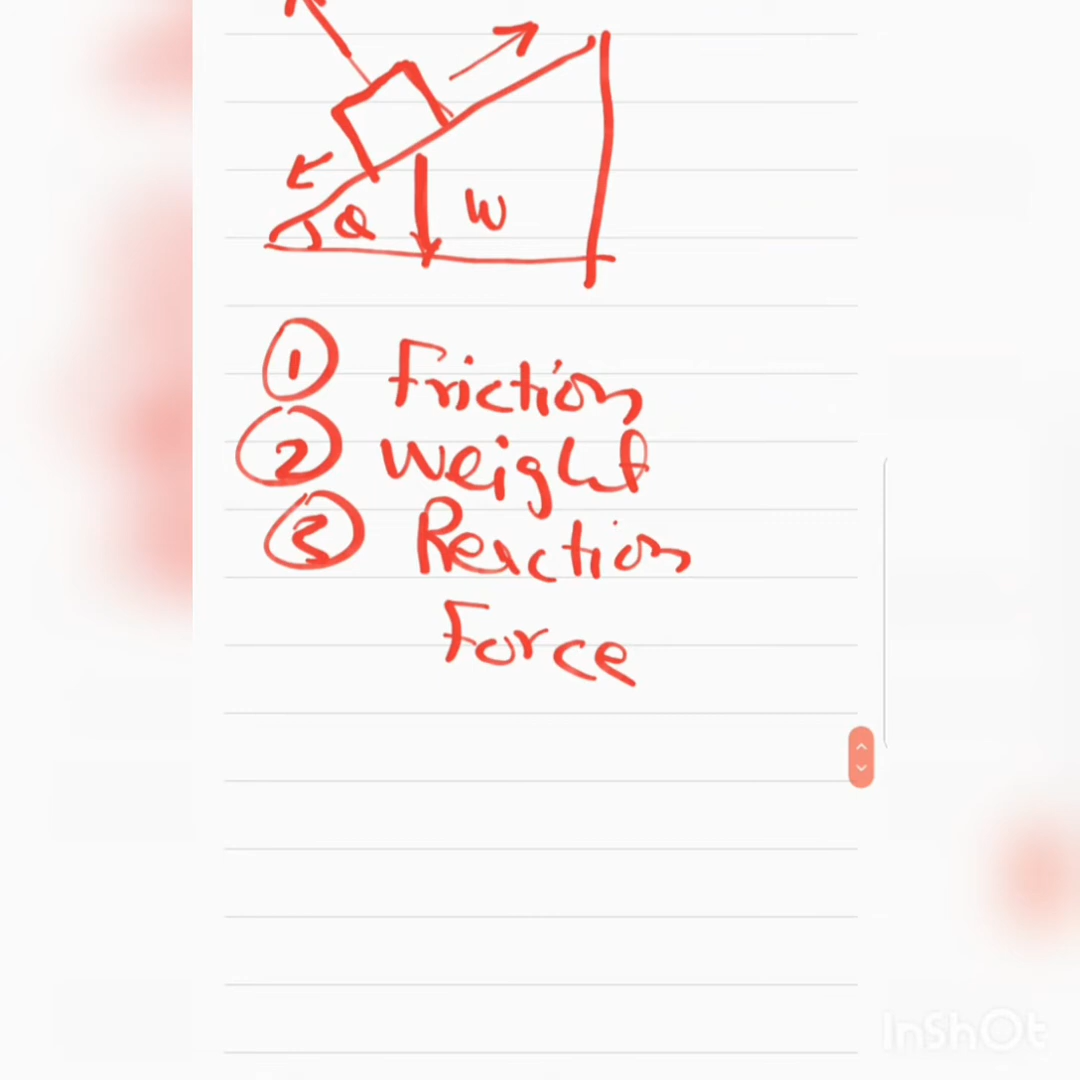 W
θ
① Friction
② Weight
③ Reaction
Force
InShOt